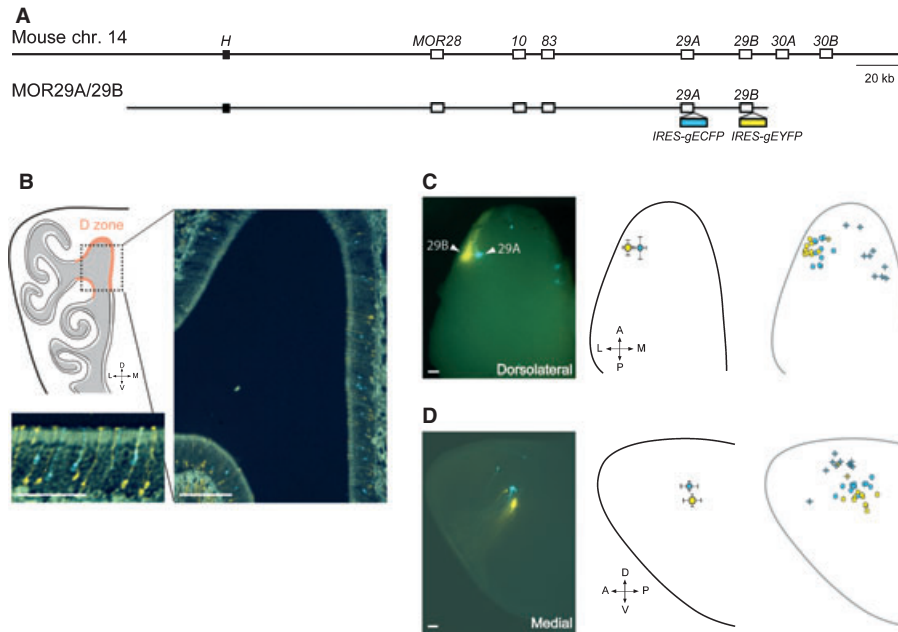 A
Mouse chr. 14
H MOR28 10 83 29A 29B 30A 30B
20 kb
MOR29A/29B
29A 29B
IRES-gECFP IRES-gEYFP
B
D zone
D
L M
V
C
29B 29A
Dorsolateral
A
L M
P
D
Medial
D
A P
V